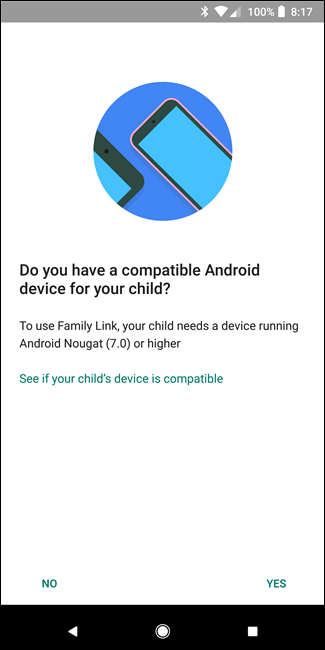 100% 8:17
Do you have a compatible Android
device for your child?
To use Family Link, your child needs a device running
Android Nougat (7.0) or higher
See if your child's device is compatible
NO YES